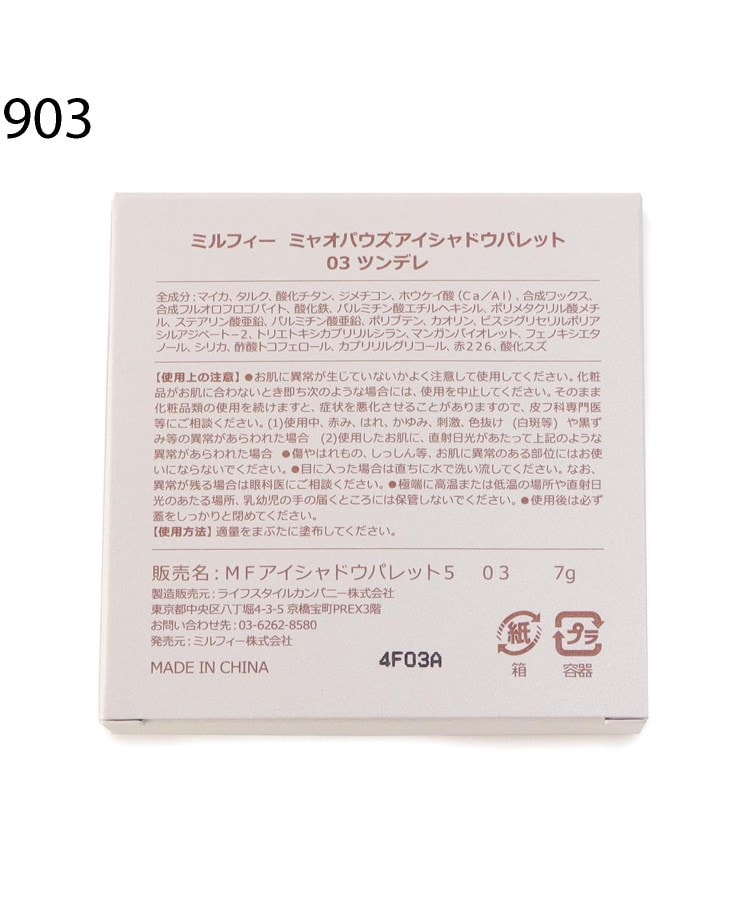 903
ミルフィー ミャオパウズアイシャドウパレット
03 ツンデレ
全成分：マイカ、タルク、酸化チタン、ジメチコン、ホウケイ酸（Ca／Al）、合成ワックス、
合成フルオロフロゴパイト、酸化鉄、パルミチン酸エチルヘキシル、ポリメタクリル酸メチ
ル、ステアリン酸亜鉛、パルミチン酸亜鉛、ポリブテン、カオリン、ビスジグリセリルポリア
シルアジペート－2、トリエトキシカプリリルシラン、マンガンバイオレット、フェノキシエタ
ノール、シリカ、酢酸トコフェロール、カプリリルグリコール、赤226、酸化スズ
【使用上の注意】●お肌に異常が生じていないかよく注意して使用してください。化粧
品がお肌に合わないとき即ち次のような場合には、使用を中止してください。そのまま
化粧品類の使用を続けますと、症状を悪化させることがありますので、皮フ科専門医
等にご相談ください。(1)使用中、赤み、はれ、かゆみ、刺激、色抜け（白斑等）や黒ず
み等の異常があらわれた場合 (2)使用したお肌に、直射日光があたって上記のような
異常があらわれた場合 ●傷やはれもの、しっしん等、お肌に異常のある部位にはお使
いにならないでください。●目に入った場合は直ちに水で洗い流してください。なお、
異常が残る場合は眼科医にご相談ください。●極端に高温または低温の場所や直射日
光のあたる場所、乳幼児の手の届くところには保管しないでください。●使用後は必ず
蓋をしっかりと閉めてください。
【使用方法】適量をまぶたに塗布してください。
販売名：ＭＦアイシャドウパレット５ ０３ 7g
製造販売元：ライフスタイルカンパニー株式会社
東京都中央区八丁堀4-3-5 京橋宝町PREX3階
お問い合わせ先：03-6262-8580
発売元：ミルフィー株式会社
MADE IN CHINA
4F03A
紙
箱
プラ
容器